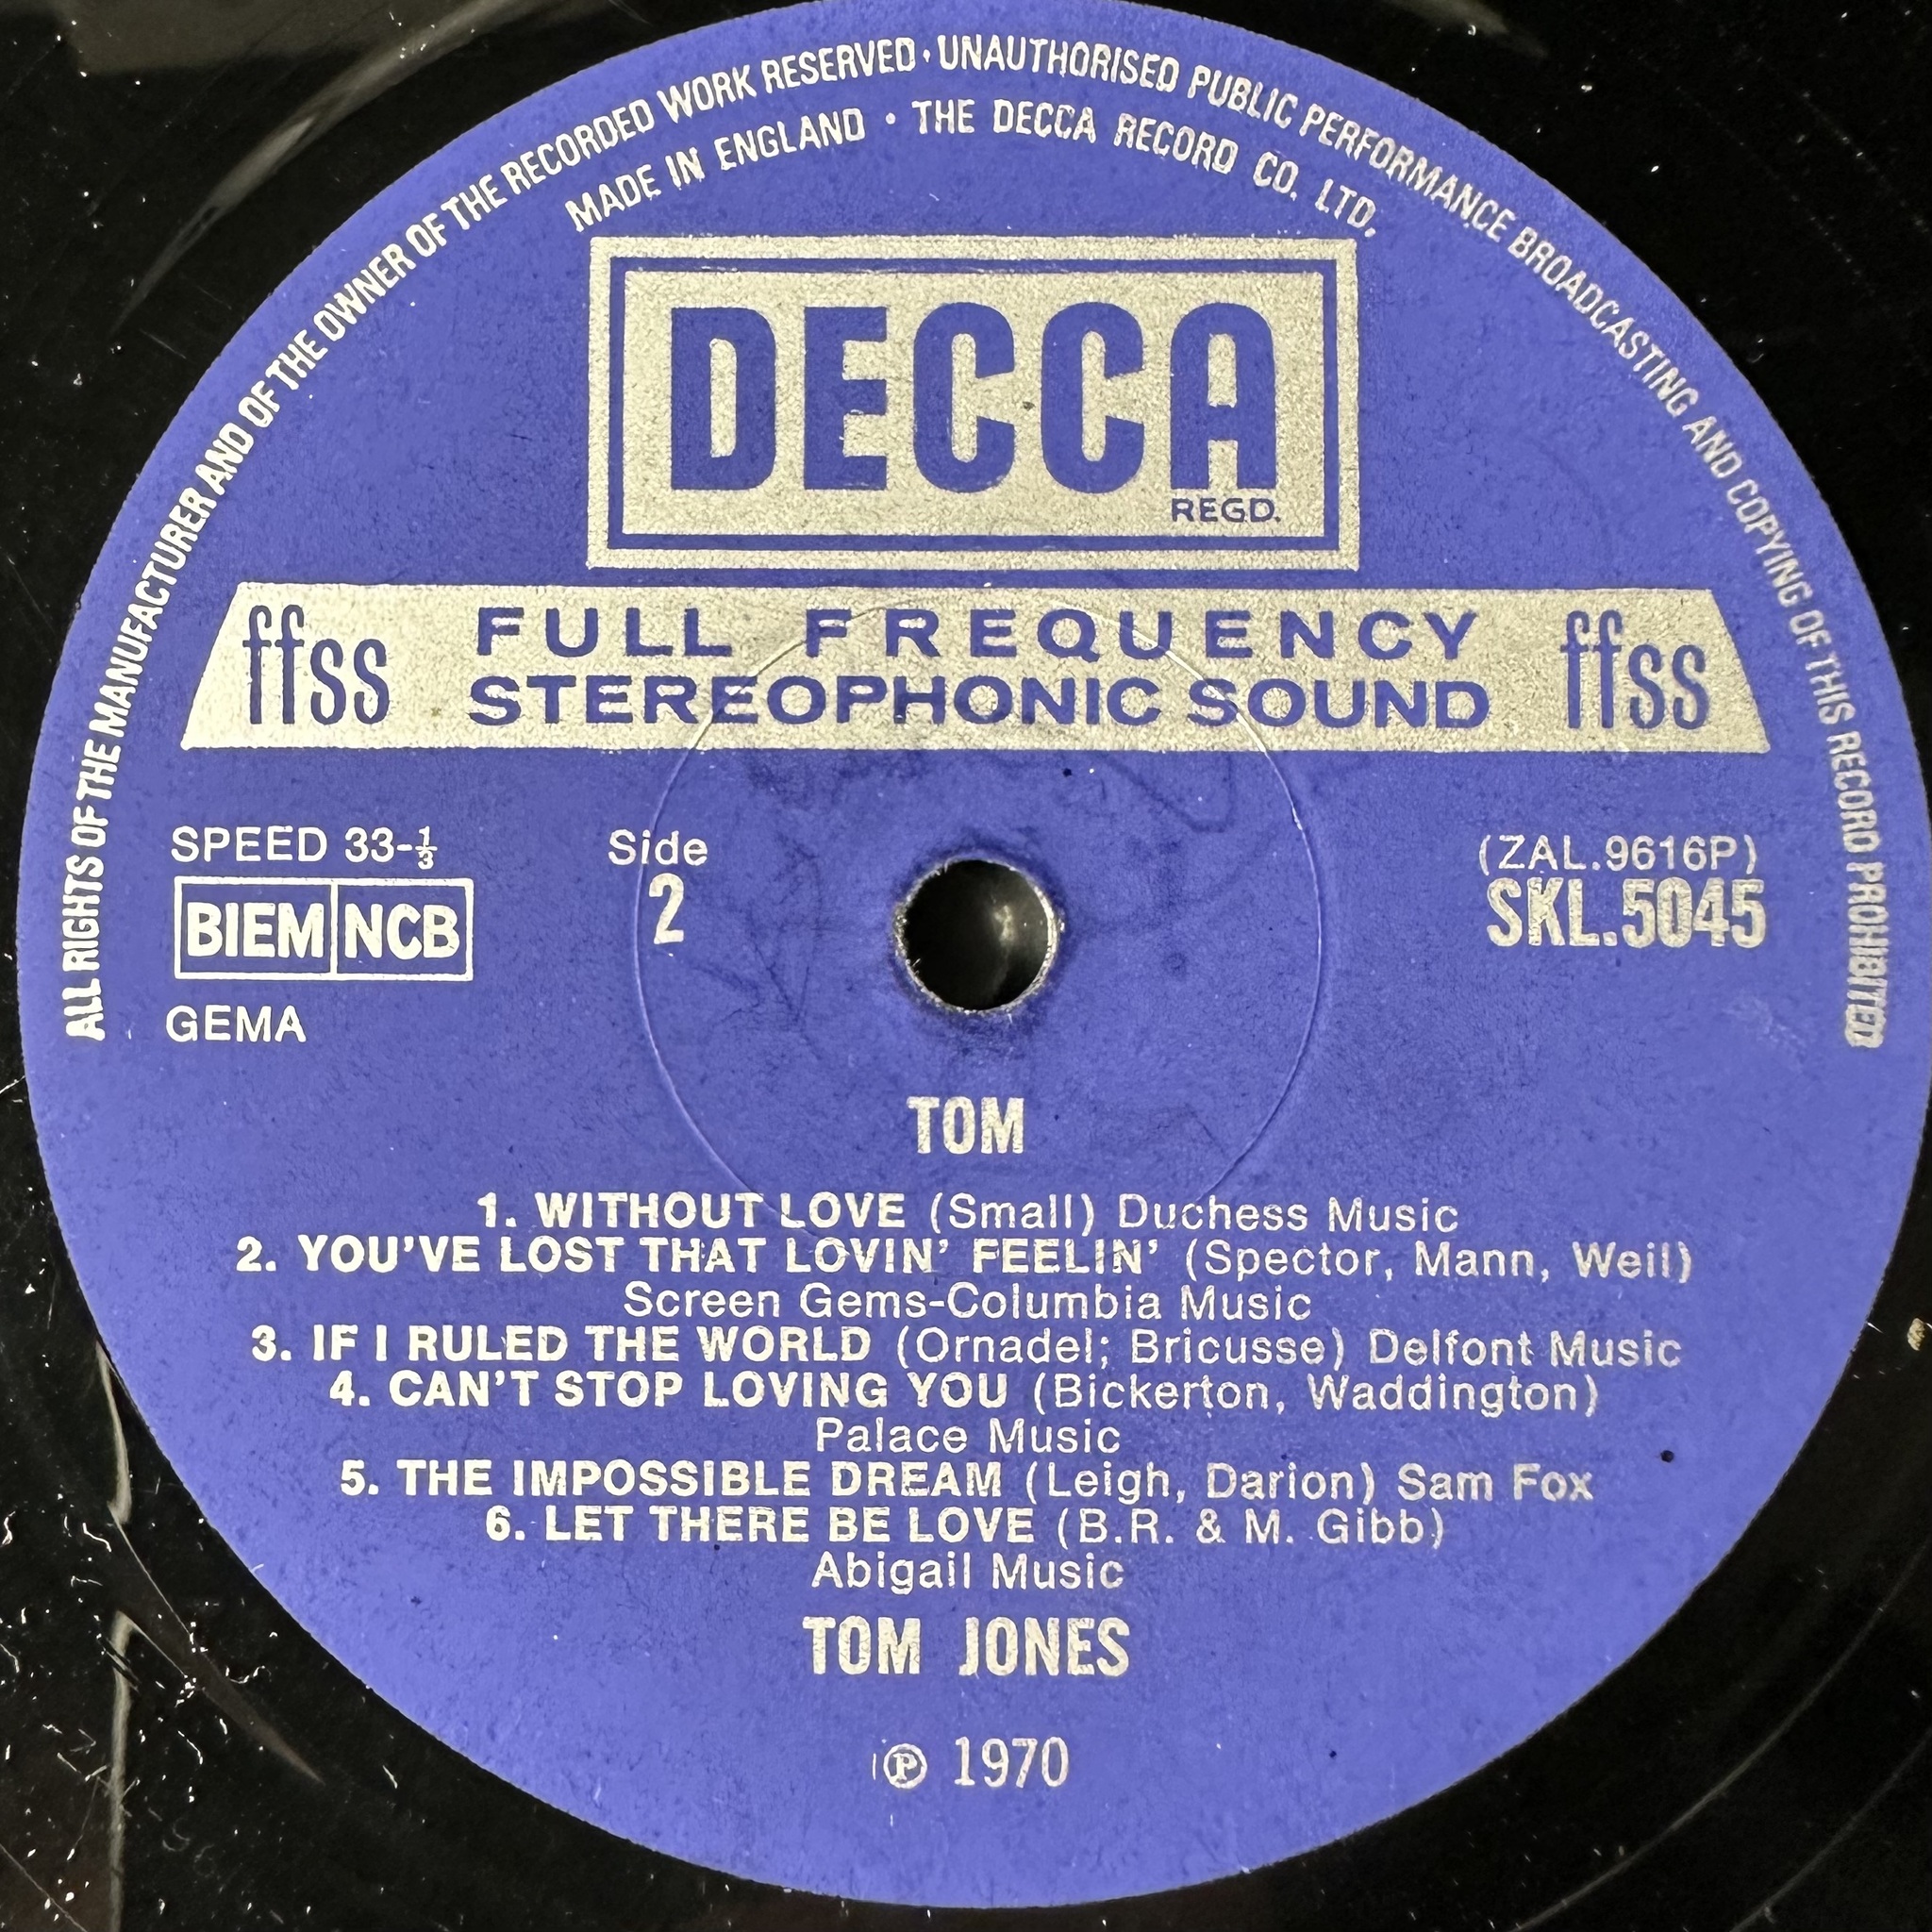 ALL RIGHTS OF THE MANUFACTURER AND OF THE OWNER OF THE RECORDED WORK RESERVED · UNAUTHORISED PUBLIC PERFORMANCE BROADCASTING AND COPYING OF THIS RECORD PROHIBITED
MADE IN ENGLAND · THE DECCA RECORD CO. LTD,
DECCA
REGD.
ffss FULL FREQUENCY STEREOPHONIC SOUND ffss
SPEED 33-⅓
BIEM NCB
GEMA
Side
2
(ZAL.9616P)
SKL.5045
TOM
1. WITHOUT LOVE (Small) Duchess Music
2. YOU'VE LOST THAT LOVIN' FEELIN' (Spector, Mann, Weil)
Screen Gems-Columbia Music
3. IF I RULED THE WORLD (Ornadel; Bricusse) Delfont Music
4. CAN'T STOP LOVING YOU (Bickerton, Waddington)
Palace Music
5. THE IMPOSSIBLE DREAM (Leigh, Darion) Sam Fox
6. LET THERE BE LOVE (B.R. & M. Gibb)
Abigail Music
TOM JONES
℗ 1970